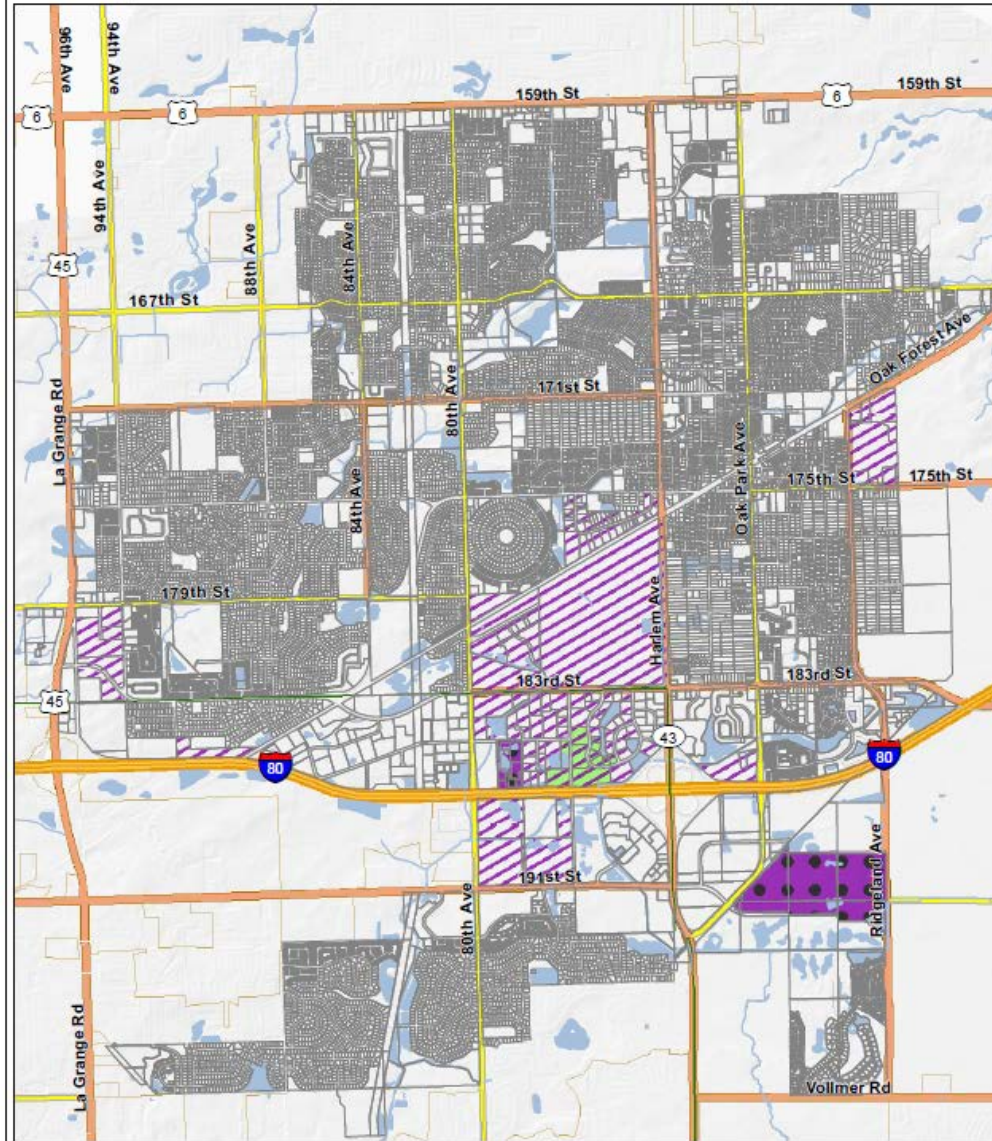 96th Ave
94th Ave
159th St
6
159th St
6
6
94th Ave
88th Ave
84th Ave
45
167th St
Oak Forest Ave
La Grange Rd
80th Ave
171st St
Oak Park Ave
84th Ave
175th St
175th St
179th St
Harlem Ave
45
183rd St
183rd St
43
80
80
191st St
Ridgeland Ave
80th Ave
La Grange Rd
Vollmer Rd